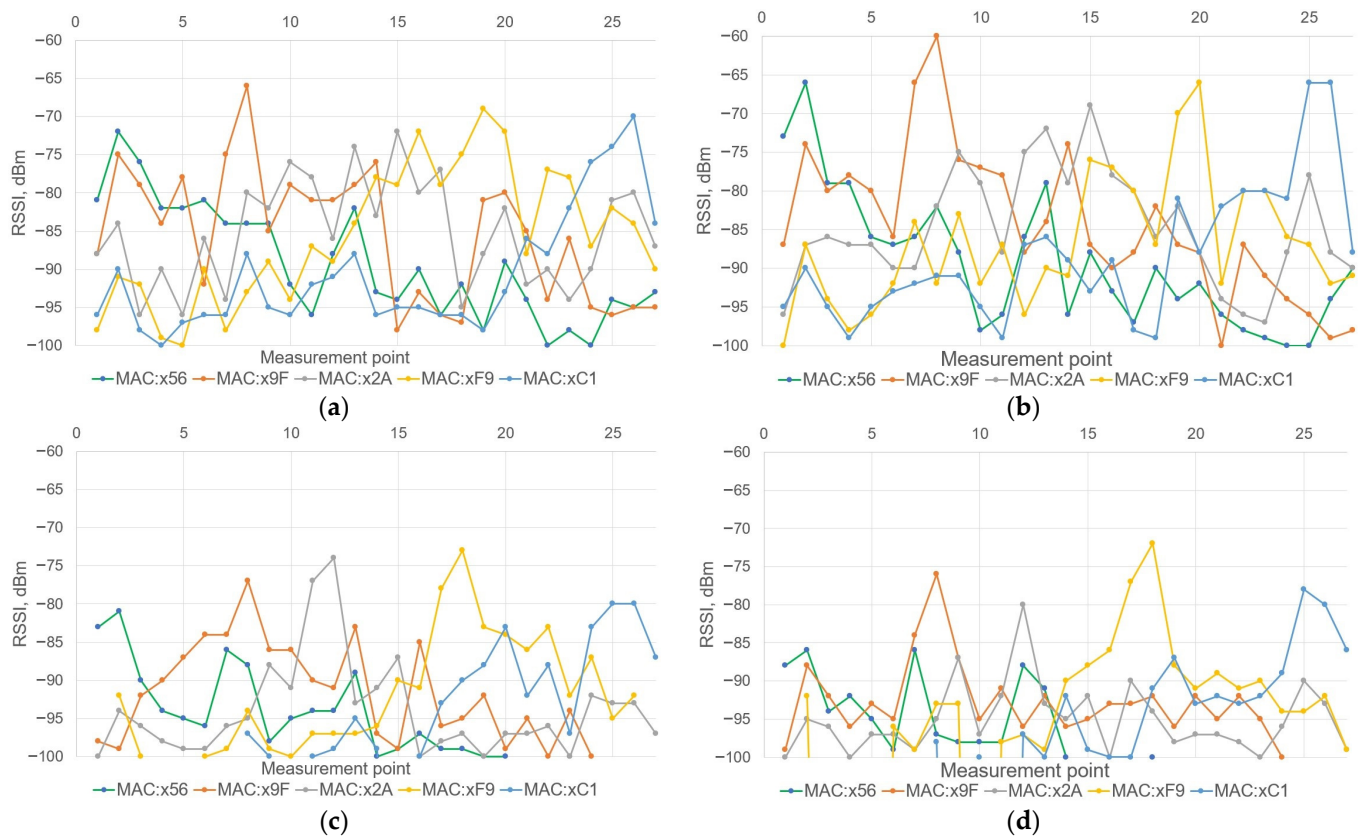 0 5 10 15 20 25
−60
−65
−70
−75
−80
−85
−90
−95
−100
RSSI, dBm
Measurement point
MAC:x56 MAC:x9F MAC:x2A MAC:xF9 MAC:xC1
(a)
0 5 10 15 20 25
−60
−65
−70
−75
−80
−85
−90
−95
−100
RSSI, dBm
Measurement point
MAC:x56 MAC:x9F MAC:x2A MAC:xF9 MAC:xC1
(b)
0 5 10 15 20 25
−60
−65
−70
−75
−80
−85
−90
−95
−100
RSSI, dBm
Measurement point
MAC:x56 MAC:x9F MAC:x2A MAC:xF9 MAC:xC1
(c)
0 5 10 15 20 25
−60
−65
−70
−75
−80
−85
−90
−95
−100
RSSI, dBm
Measurement point
MAC:x56 MAC:x9F MAC:x2A MAC:xF9 MAC:xC1
(d)